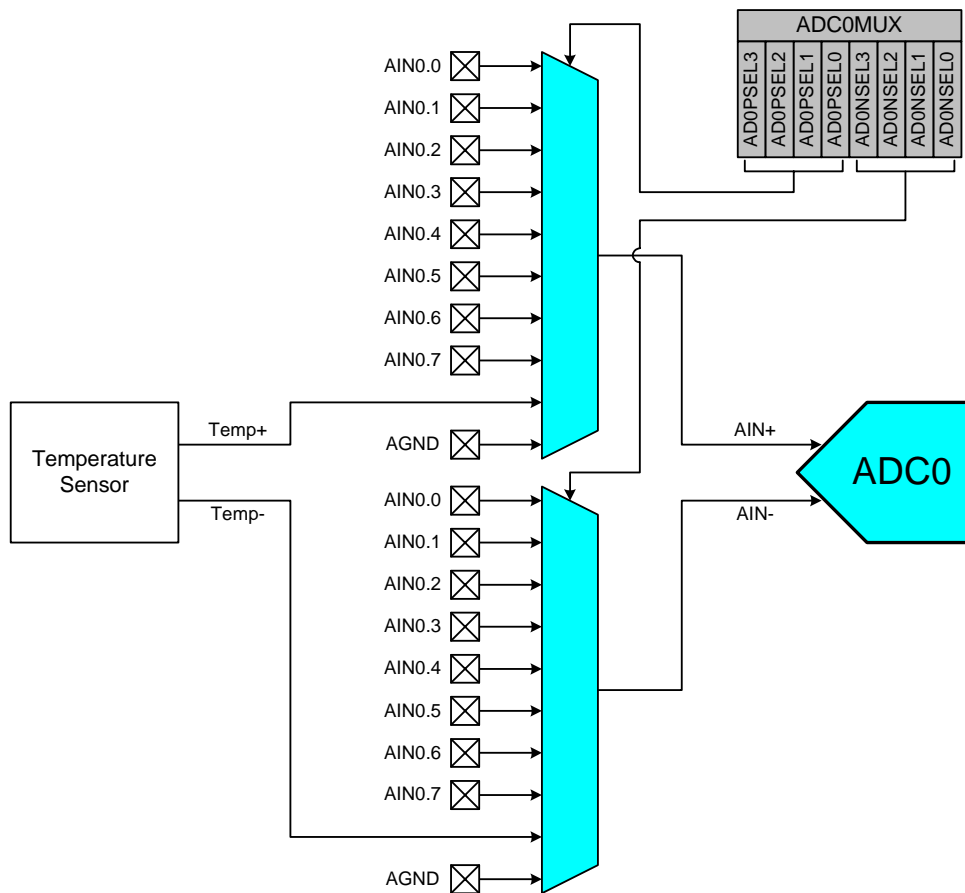 ADC0MUX
AD0PSEL3
AD0PSEL2
AD0PSEL1
AD0PSEL0
AD0NSEL3
AD0NSEL2
AD0NSEL1
AD0NSEL0
AIN0.0
AIN0.1
AIN0.2
AIN0.3
AIN0.4
AIN0.5
AIN0.6
AIN0.7
AGND
Temperature
Sensor
Temp+
Temp-
AIN0.0
AIN0.1
AIN0.2
AIN0.3
AIN0.4
AIN0.5
AIN0.6
AIN0.7
AGND
AIN+
AIN-
ADC0